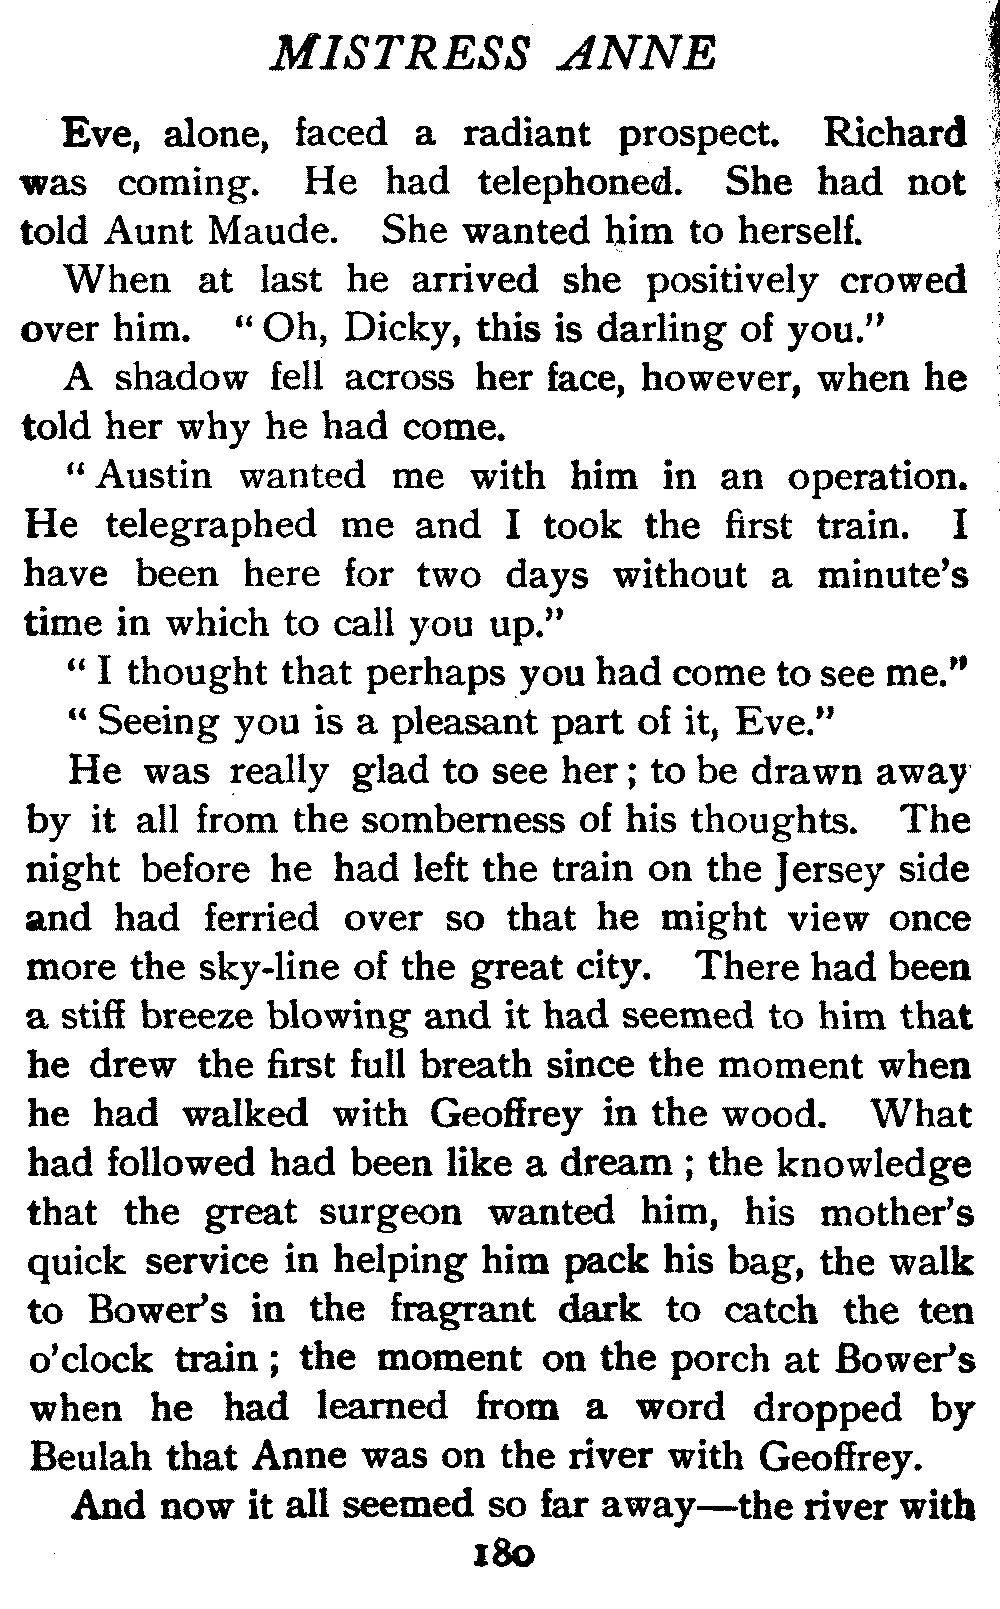 MISTRESS ANNE
Eve, alone, faced a radiant prospect. Richard
was coming. He had telephoned. She had not
told Aunt Maude. She wanted him to herself.
When at last he arrived she positively crowed
over him. "Oh, Dicky, this is darling of you."
A shadow fell across her face, however, when he
told her why he had come.
"Austin wanted me with him in an operation.
He telegraphed me and I took the first train. I
have been here for two days without a minute's
time in which to call you up."
"I thought that perhaps you had come to see me."
"Seeing you is a pleasant part of it, Eve."
He was really glad to see her; to be drawn away
by it all from the somberness of his thoughts. The
night before he had left the train on the Jersey side
and had ferried over so that he might view once
more the sky-line of the great city. There had been
a stiff breeze blowing and it had seemed to him that
he drew the first full breath since the moment when
he had walked with Geoffrey in the wood. What
had followed had been like a dream; the knowledge
that the great surgeon wanted him, his mother's
quick service in helping him pack his bag, the walk
to Bower's in the fragrant dark to catch the ten
o'clock train; the moment on the porch at Bower's
when he had learned from a word dropped by
Beulah that Anne was on the river with Geoffrey.
And now it all seemed so far away—the river with
180